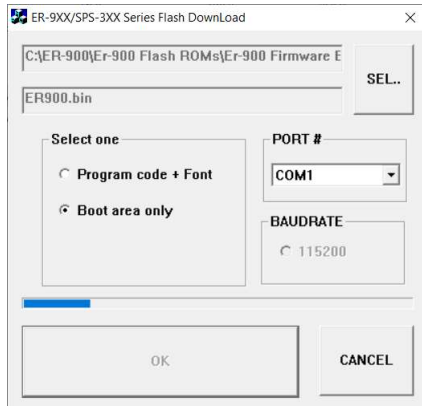 ER-9XX/SPS-3XX Series Flash DownLoad
C:\ER-900\Er-900 Flash ROMs\Er-900 Firmware E
SEL..
ER900.bin
Select one
Program code + Font
Boot area only
PORT #
COM1
BAUDRATE
115200
OK
CANCEL